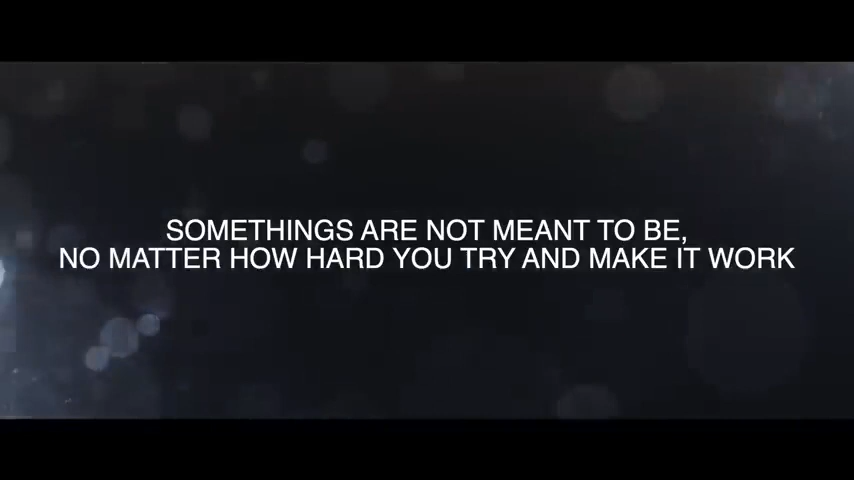 SOMETHINGS ARE NOT MEANT TO BE,
NO MATTER HOW HARD YOU TRY AND MAKE IT WORK